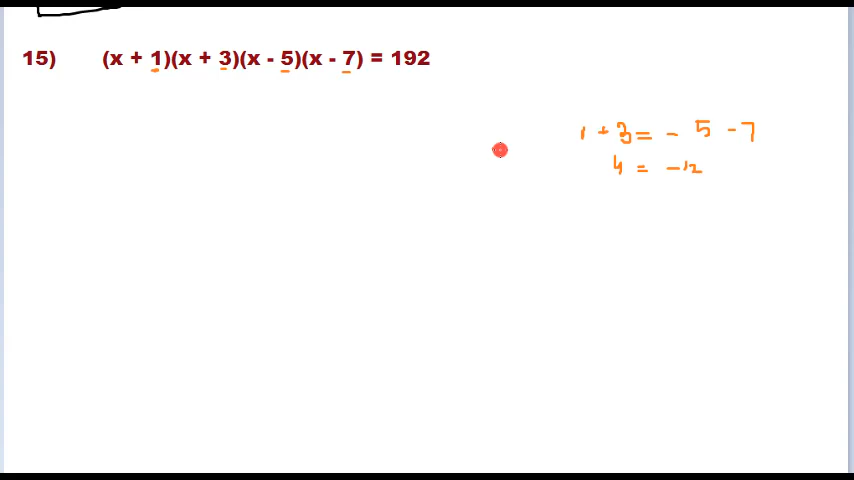 15) (x + 1)(x + 3)(x - 5)(x - 7) = 192
1 + 3 = - 5 - 7
4 = -12